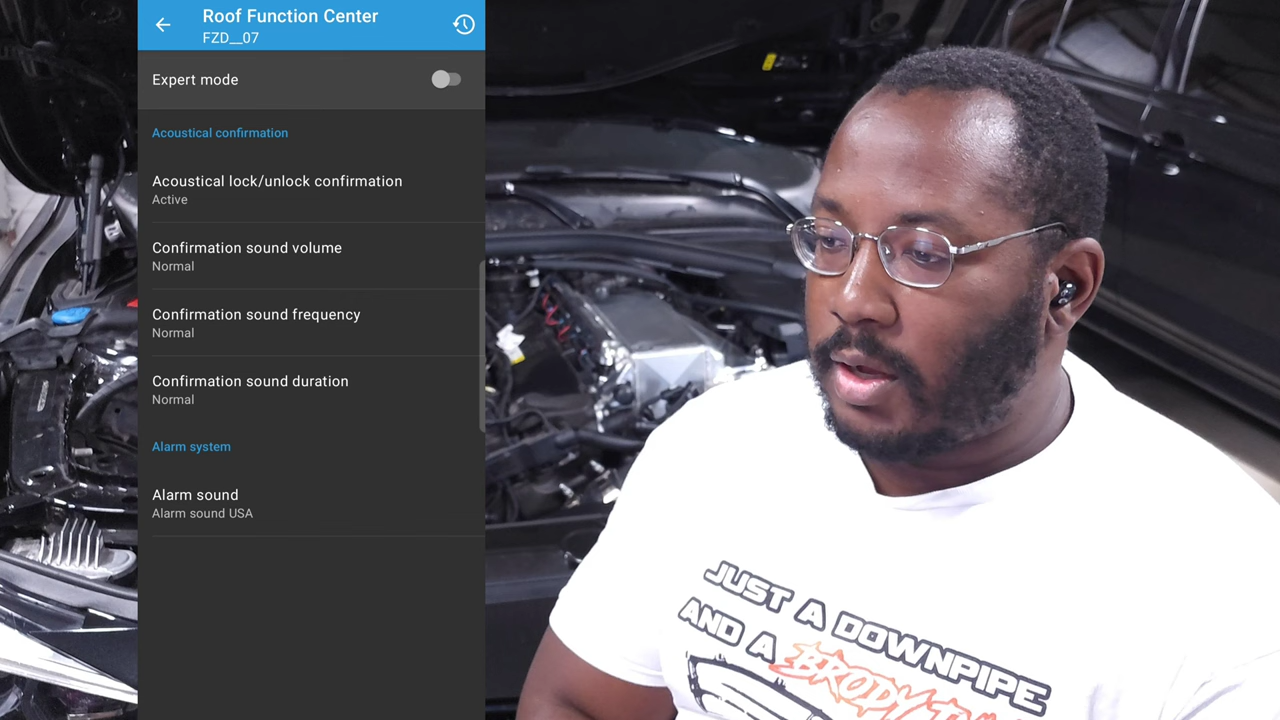 Roof Function Center
FZD__07
Expert mode
Acoustical confirmation
Acoustical lock/unlock confirmation
Active
Confirmation sound volume
Normal
Confirmation sound frequency
Normal
Confirmation sound duration
Normal
Alarm system
Alarm sound
Alarm sound USA
JUST A DOWNPIPE
AND A